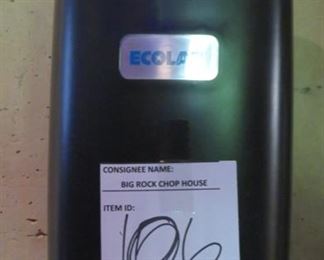 ECOLAB
CONSIGNEE NAME:
BIG ROCK CHOP HOUSE
ITEM ID:
106